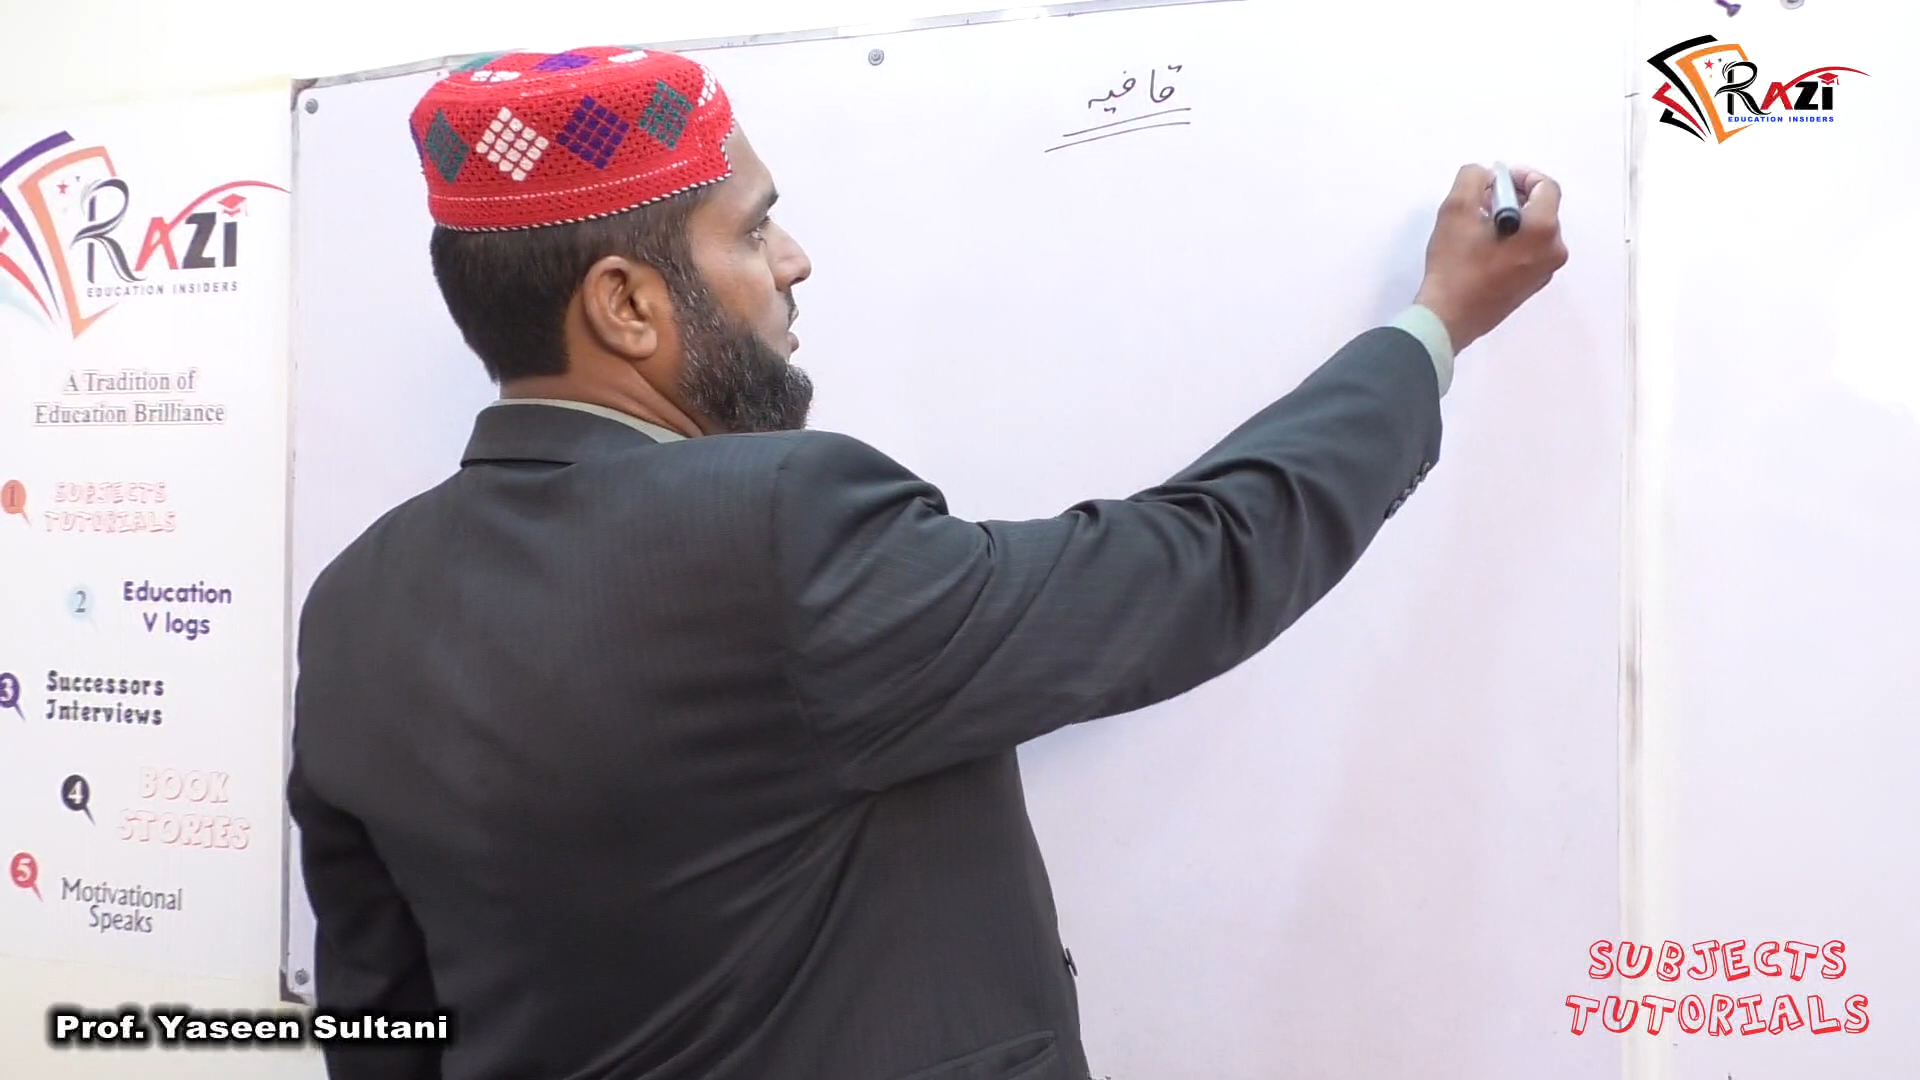 قافیہ
RAZI
EDUCATION INSIDERS
RAZI
EDUCATION INSIDERS
A Tradition of
Education Brilliance
1 SUBJECTS
TUTORIALS
2 Education
V logs
3 Successors
Interviews
4 BOOK
STORIES
5 Motivational
Speaks
Prof. Yaseen Sultani
SUBJECTS
TUTORIALS